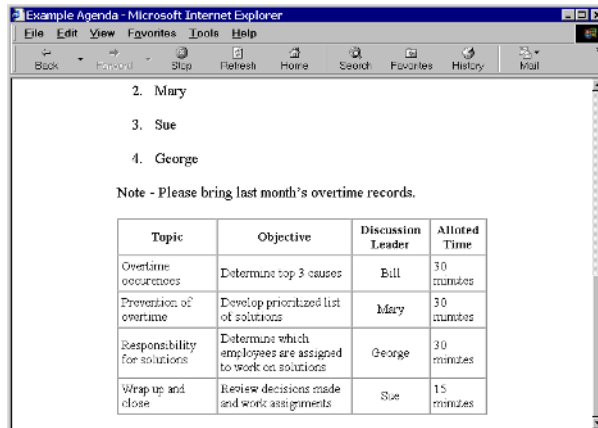 Example Agenda - Microsoft Internet Explorer
File Edit View Favorites Tools Help
Back Forward Stop Refresh Home Search Favorites History Mail
2. Mary
3. Sue
4. George
Note - Please bring last month's overtime records.
Topic Objective Discussion Leader Alloted Time
Overtime occurences Determine top 3 causes Bill 30 minutes
Prevention of overtime Develop prioritized list of solutions Mary 30 minutes
Responsibility for solutions Determine which employees are assigned to work on solutions George 30 minutes
Wrap up and close Review decisions made and work assignments Sue 15 minutes